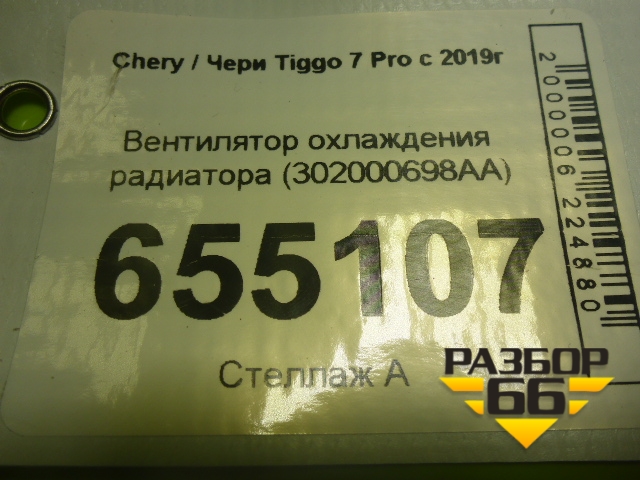 Chery / Чери Tiggo 7 Pro с 2019г
Вентилятор охлаждения
радиатора (302000698AA)
655107
Стеллаж А
2000006224880
РАЗБОР
66